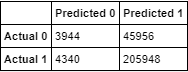 Predicted 0 Predicted 1
Actual 0 3944 45956
Actual 1 4340 205948